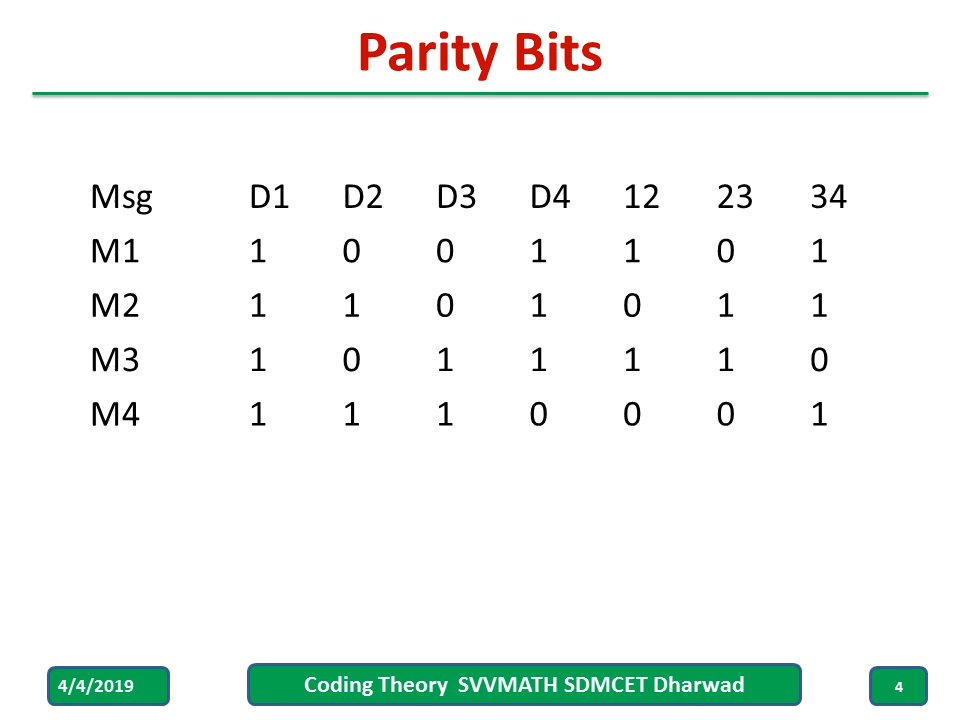 Parity Bits
Msg D1 D2 D3 D4 12 23 34
M1 1 0 0 1 1 0 1
M2 1 1 0 1 0 1 1
M3 1 0 1 1 1 1 0
M4 1 1 1 0 0 0 1
4/4/2019 Coding Theory SVVMATH SDMCET Dharwad 4